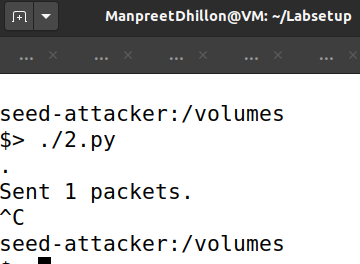 ManpreetDhillon@VM: ~/Labsetup
... × ... × ... × ... × ... ×
seed-attacker:/volumes
$> ./2.py
.
Sent 1 packets.
^C
seed-attacker:/volumes